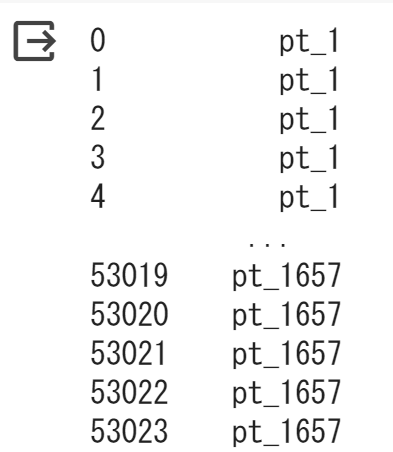 0 pt_1
1 pt_1
2 pt_1
3 pt_1
4 pt_1
...
53019 pt_1657
53020 pt_1657
53021 pt_1657
53022 pt_1657
53023 pt_1657